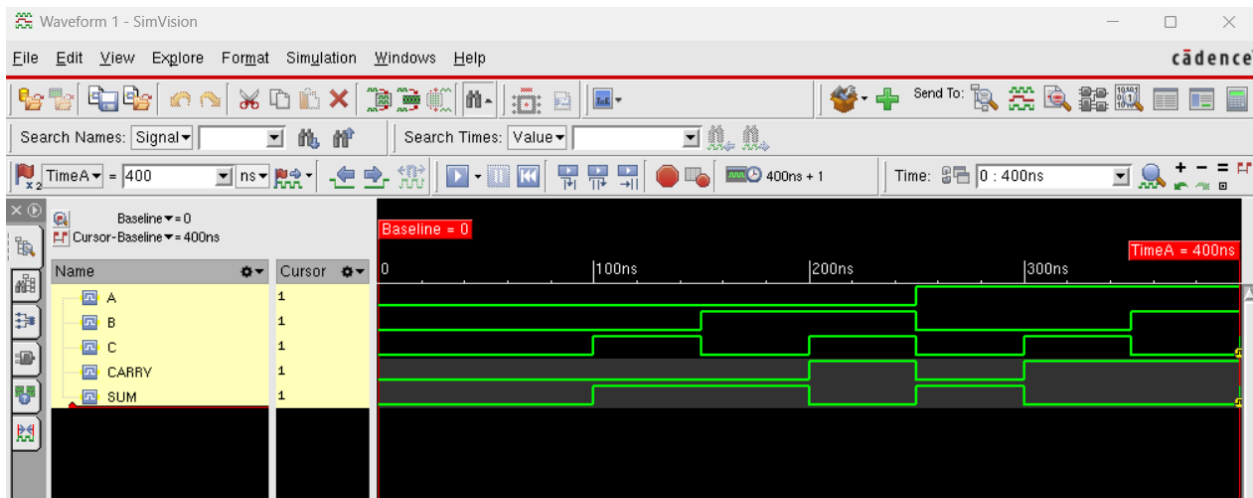 Waveform 1 - SimVision
File Edit View Explore Format Simulation Windows Help
cādence
Send To:
Search Names: Signal
Search Times: Value
x2 TimeA = 400 ns
400ns + 1
Time: 0 : 400ns
Baseline = 0
Cursor-Baseline = 400ns
Baseline = 0
TimeA = 400ns
Name Cursor 0 100ns 200ns 300ns
A 1
B 1
C 1
CARRY 1
SUM 1